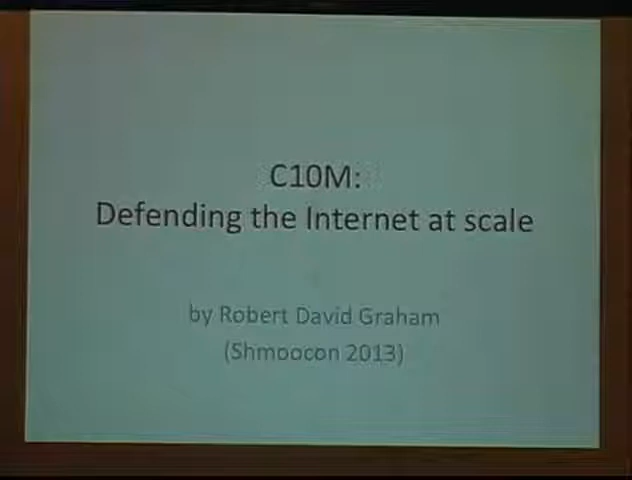 C10M:
Defending the Internet at scale
by Robert David Graham
(Shmoocon 2013)